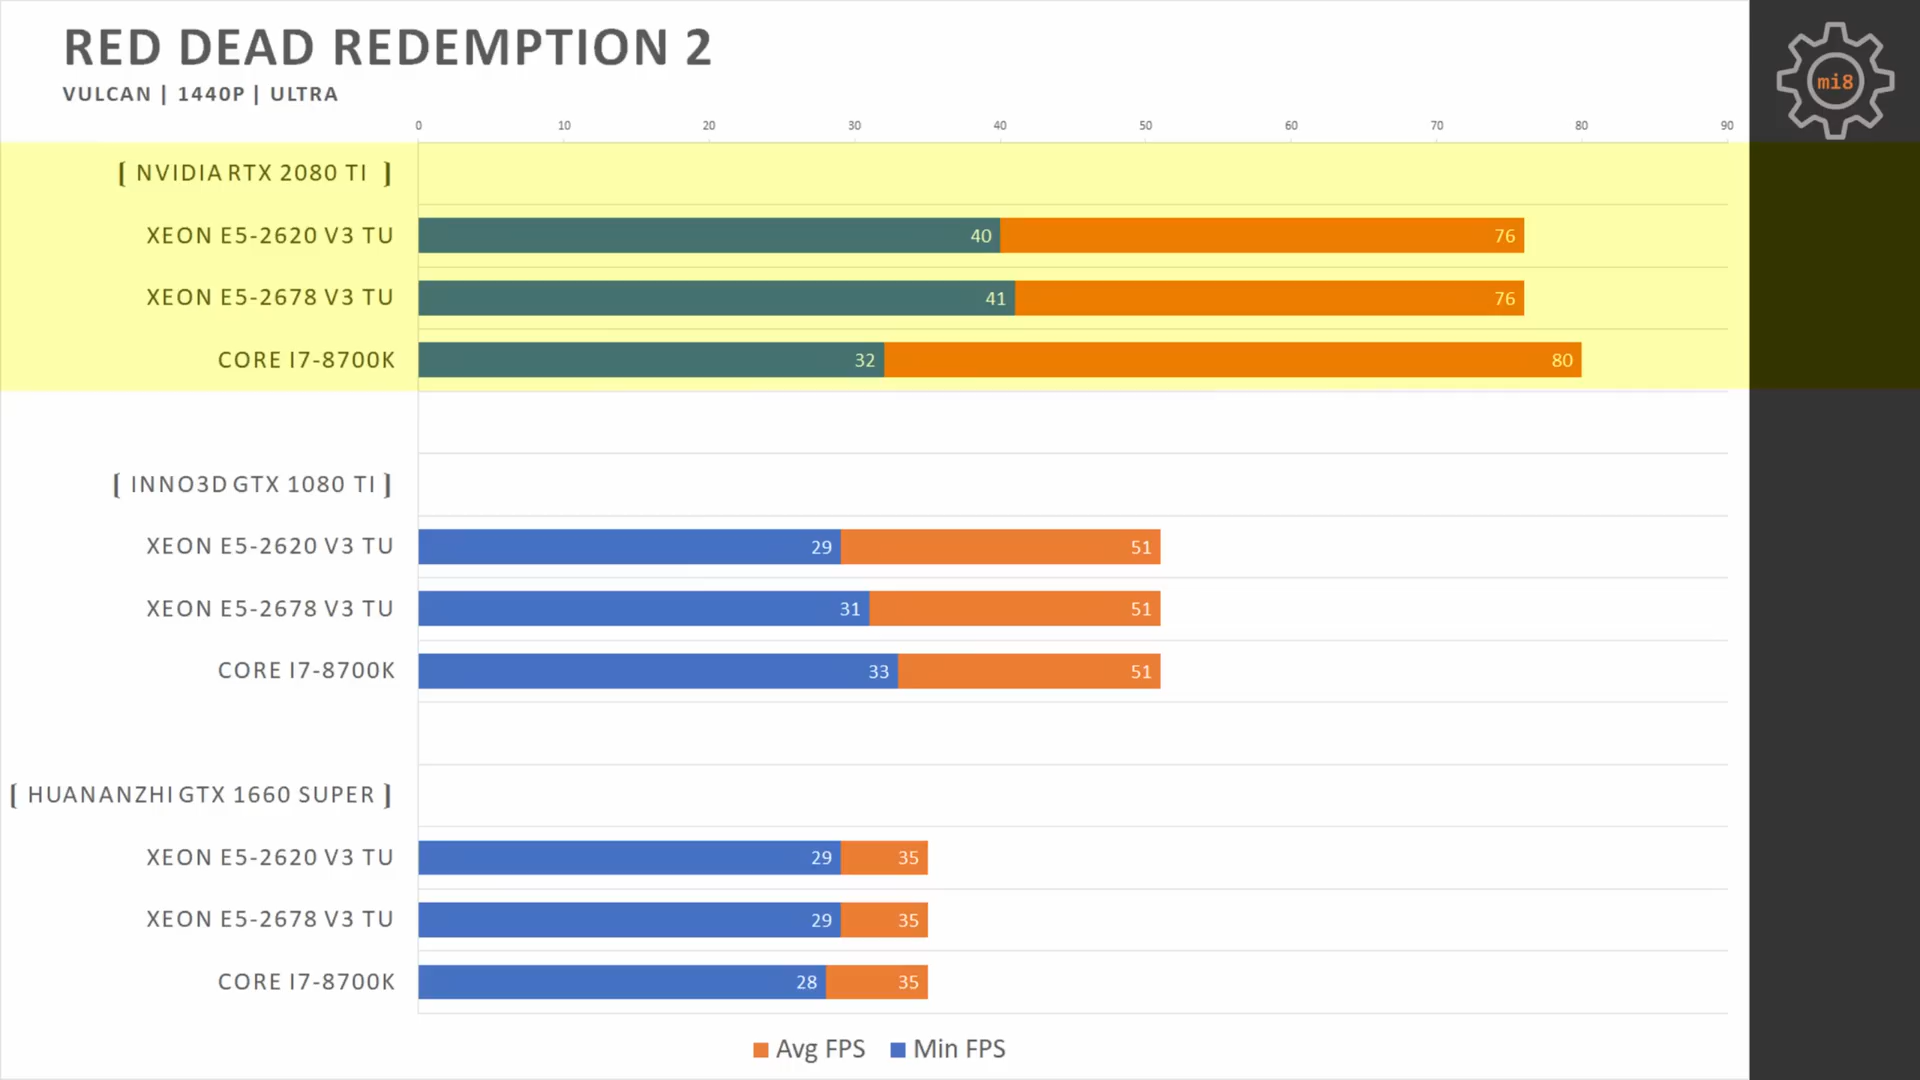 RED DEAD REDEMPTION 2
VULCAN | 1440P | ULTRA
mi8
0 10 20 30 40 50 60 70 80 90
[ NVIDIA RTX 2080 TI ]
XEON E5-2620 V3 TU 40 76
XEON E5-2678 V3 TU 41 76
CORE I7-8700K 32 80
[ INNO3D GTX 1080 TI ]
XEON E5-2620 V3 TU 29 51
XEON E5-2678 V3 TU 31 51
CORE I7-8700K 33 51
[ HUANANZHI GTX 1660 SUPER ]
XEON E5-2620 V3 TU 29 35
XEON E5-2678 V3 TU 29 35
CORE I7-8700K 28 35
Avg FPS Min FPS